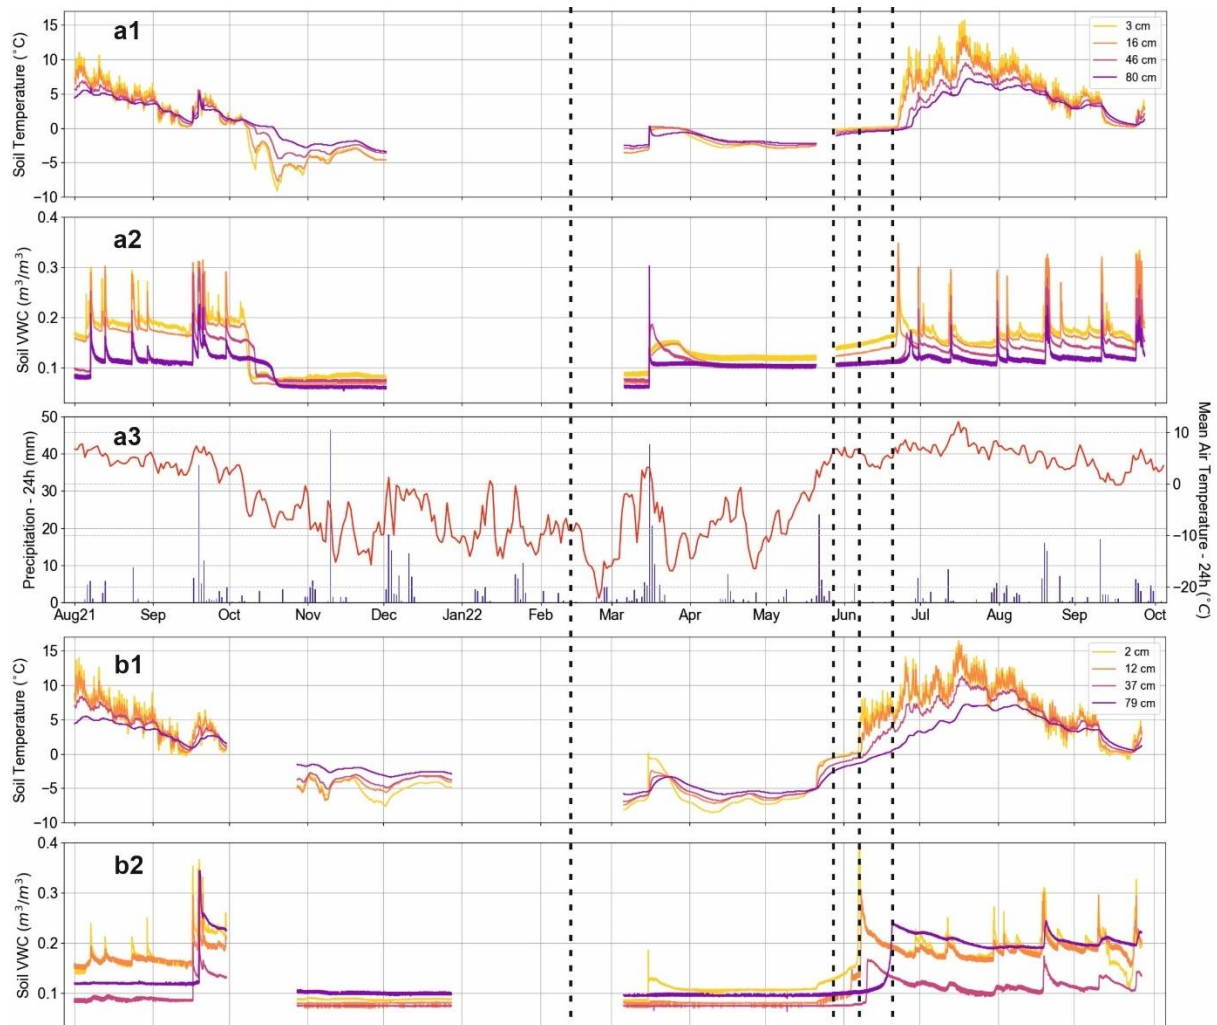 a1
Soil Temperature (°C)
15
10
5
0
−5
−10
3 cm
16 cm
46 cm
80 cm
a2
Soil VWC (m³/m³)
0.4
0.3
0.2
0.1
a3
Precipitation - 24h (mm)
50
40
30
20
10
0
Mean Air Temperature - 24h (°C)
10
0
−10
−20
Aug21 Sep Oct Nov Dec Jan22 Feb Mar Apr May Jun Jul Aug Sep Oct
b1
Soil Temperature (°C)
15
10
5
0
−5
−10
2 cm
12 cm
37 cm
79 cm
b2
Soil VWC (m³/m³)
0.4
0.3
0.2
0.1